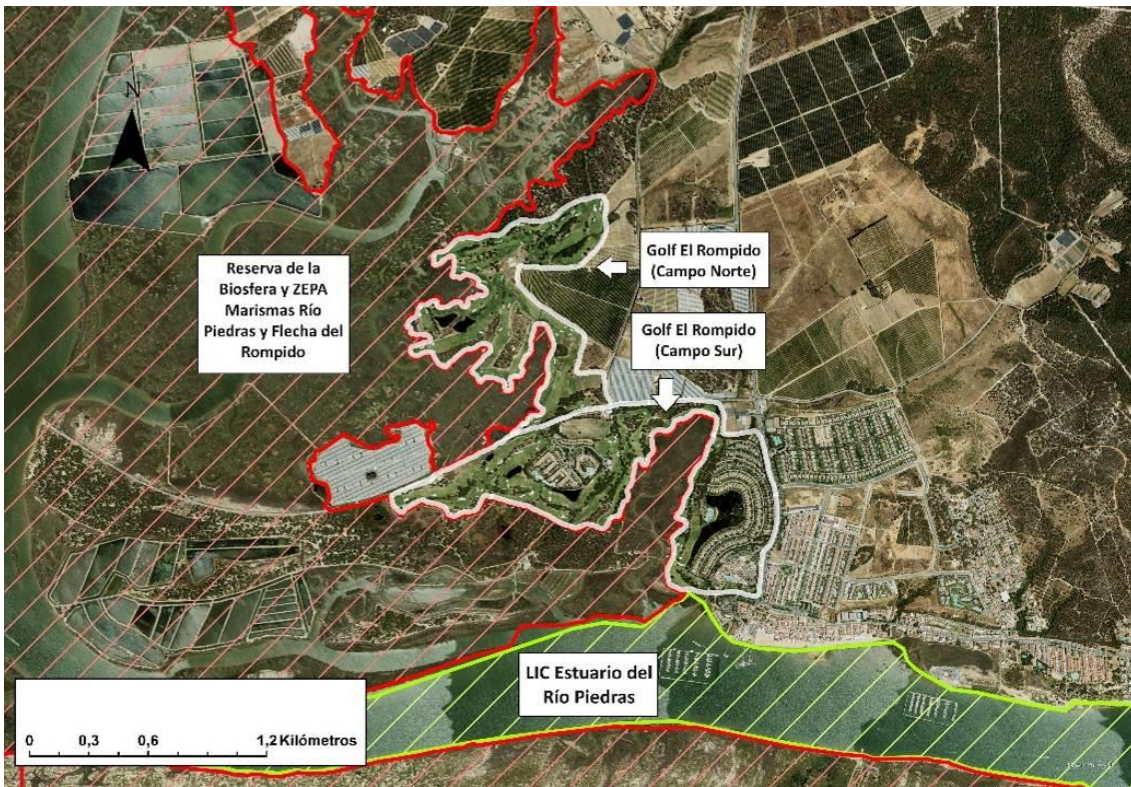 N
Golf El Rompido
(Campo Norte)
Reserva de la
Biosfera y ZEPA
Marismas Río
Piedras y Flecha del
Rompido
Golf El Rompido
(Campo Sur)
LIC Estuario del
Río Piedras
0 0,3 0,6 1,2 Kilómetros